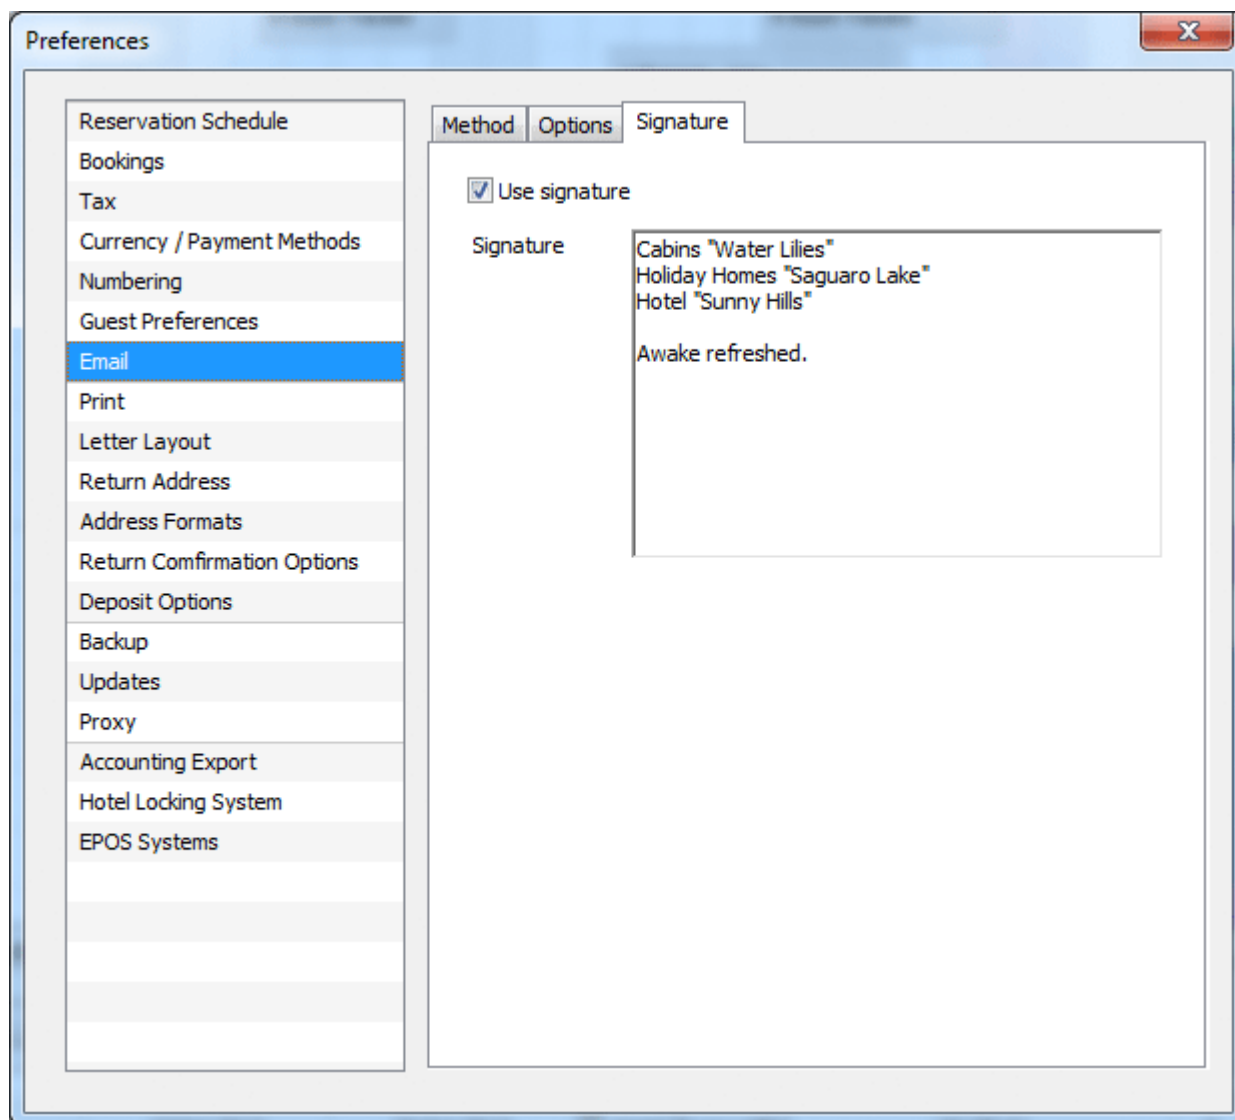 Preferences
Reservation Schedule
Bookings
Tax
Currency / Payment Methods
Numbering
Guest Preferences
Email
Print
Letter Layout
Return Address
Address Formats
Return Comfirmation Options
Deposit Options
Backup
Updates
Proxy
Accounting Export
Hotel Locking System
EPOS Systems
Method Options Signature
Use signature
Signature
Cabins "Water Lilies"
Holiday Homes "Saguaro Lake"
Hotel "Sunny Hills"
Awake refreshed.